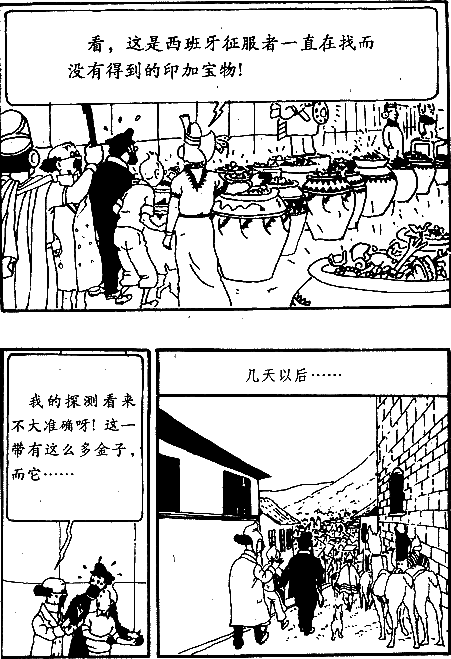 看，这是西班牙征服者一直在找而
没有得到的印加宝物！
我的探测看来
不大准确呀！这一
带有这么多金子，
而它……
几天以后……